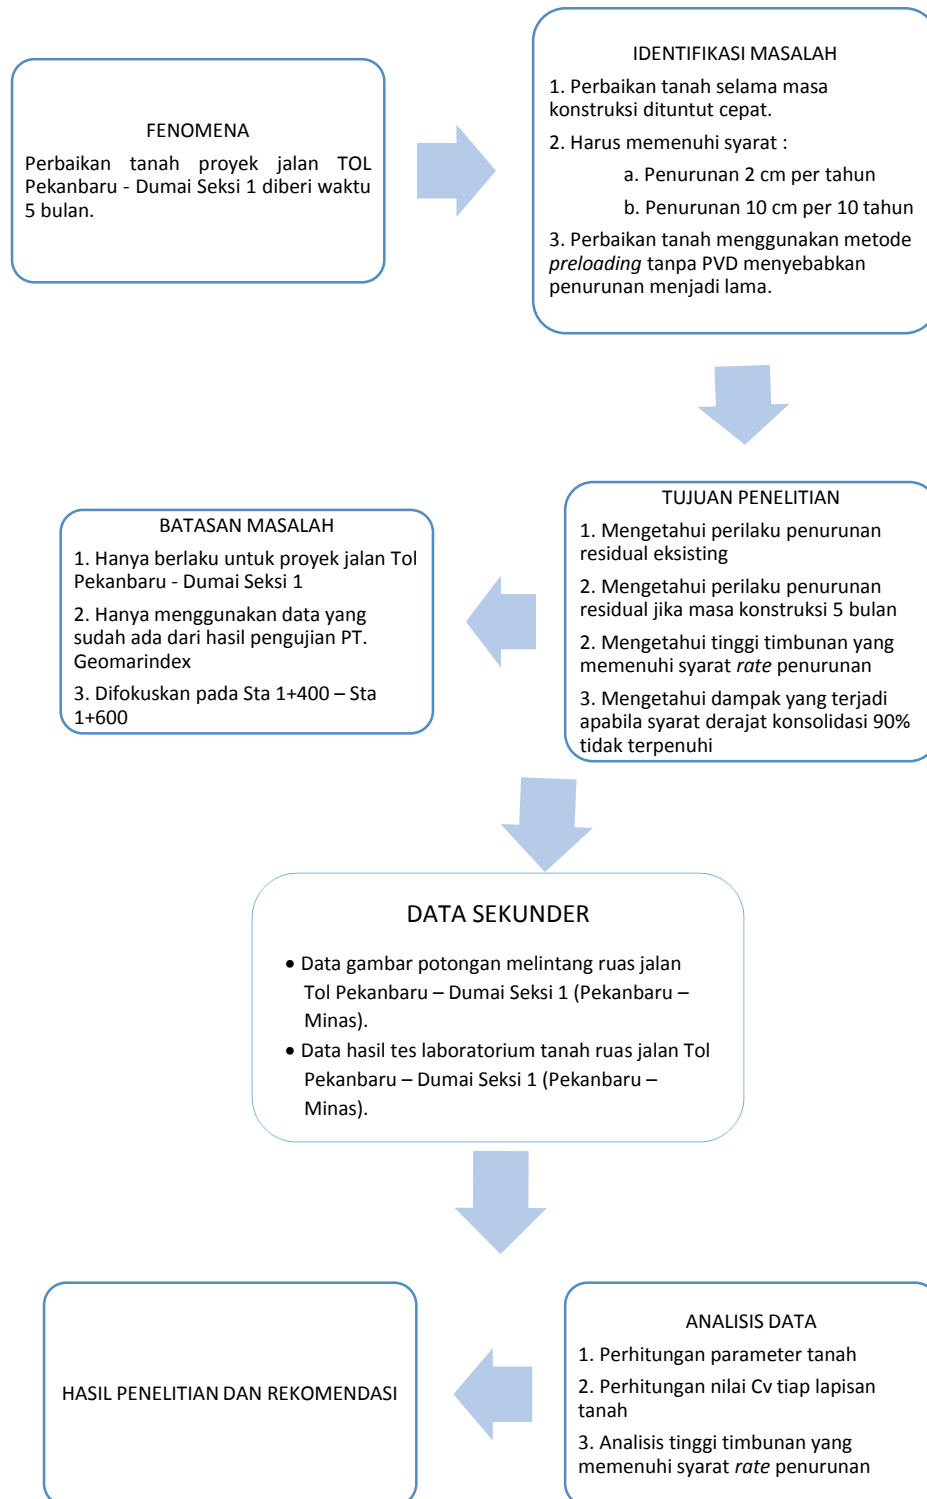 FENOMENA
Perbaikan tanah proyek jalan TOL
Pekanbaru - Dumai Seksi 1 diberi waktu
5 bulan.
IDENTIFIKASI MASALAH
1. Perbaikan tanah selama masa
konstruksi dituntut cepat.
2. Harus memenuhi syarat :
a. Penurunan 2 cm per tahun
b. Penurunan 10 cm per 10 tahun
3. Perbaikan tanah menggunakan metode
preloading tanpa PVD menyebabkan
penurunan menjadi lama.
TUJUAN PENELITIAN
1. Mengetahui perilaku penurunan
residual eksisting
2. Mengetahui perilaku penurunan
residual jika masa konstruksi 5 bulan
2. Mengetahui tinggi timbunan yang
memenuhi syarat rate penurunan
3. Mengetahui dampak yang terjadi
apabila syarat derajat konsolidasi 90%
tidak terpenuhi
BATASAN MASALAH
1. Hanya berlaku untuk proyek jalan Tol
Pekanbaru - Dumai Seksi 1
2. Hanya menggunakan data yang
sudah ada dari hasil pengujian PT.
Geomarindex
3. Difokuskan pada Sta 1+400 – Sta
1+600
DATA SEKUNDER
• Data gambar potongan melintang ruas jalan
Tol Pekanbaru – Dumai Seksi 1 (Pekanbaru –
Minas).
• Data hasil tes laboratorium tanah ruas jalan Tol
Pekanbaru – Dumai Seksi 1 (Pekanbaru –
Minas).
ANALISIS DATA
1. Perhitungan parameter tanah
2. Perhitungan nilai Cv tiap lapisan
tanah
3. Analisis tinggi timbunan yang
memenuhi syarat rate penurunan
HASIL PENELITIAN DAN REKOMENDASI